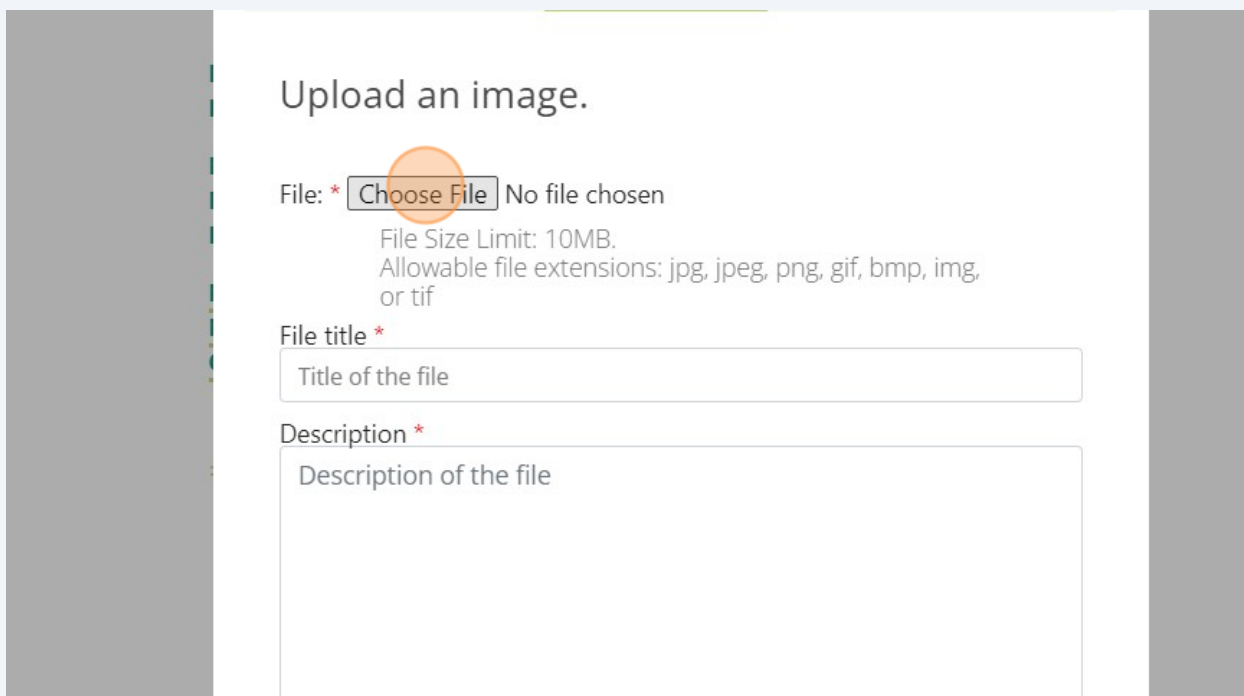 Upload an image.
File: * Choose File No file chosen
File Size Limit: 10MB.
Allowable file extensions: jpg, jpeg, png, gif, bmp, img,
or tif
File title *
Title of the file
Description *
Description of the file